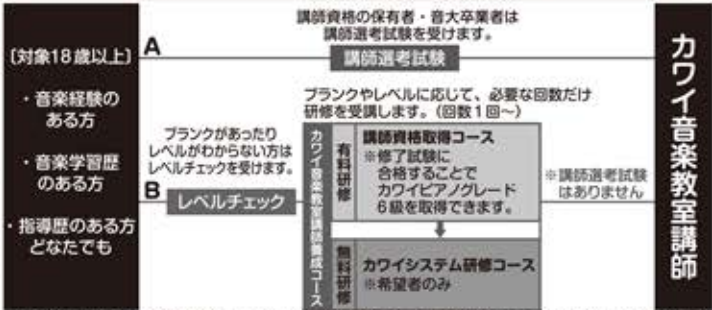 〔対象18歳以上〕
・音楽経験の
ある方
・音楽学習歴
のある方
・指導歴のある方
どなたでも
A
講師資格の保有者・音大卒業者は
講師選考試験を受けます。
講師選考試験
B
ブランクがあったり
レベルがわからない方は
レベルチェックを受けます。
レベルチェック
ブランクやレベルに応じて、必要な回数だけ
研修を受講します。(回数1回〜)
カワイ音楽教室講師養成コース
有料研修
講師資格取得コース
※修了試験に
合格することで
カワイピアノグレード
6級を取得できます。
無料研修
カワイシステム研修コース
※希望者のみ
※講師選考試験
はありません
カワイ音楽教室講師